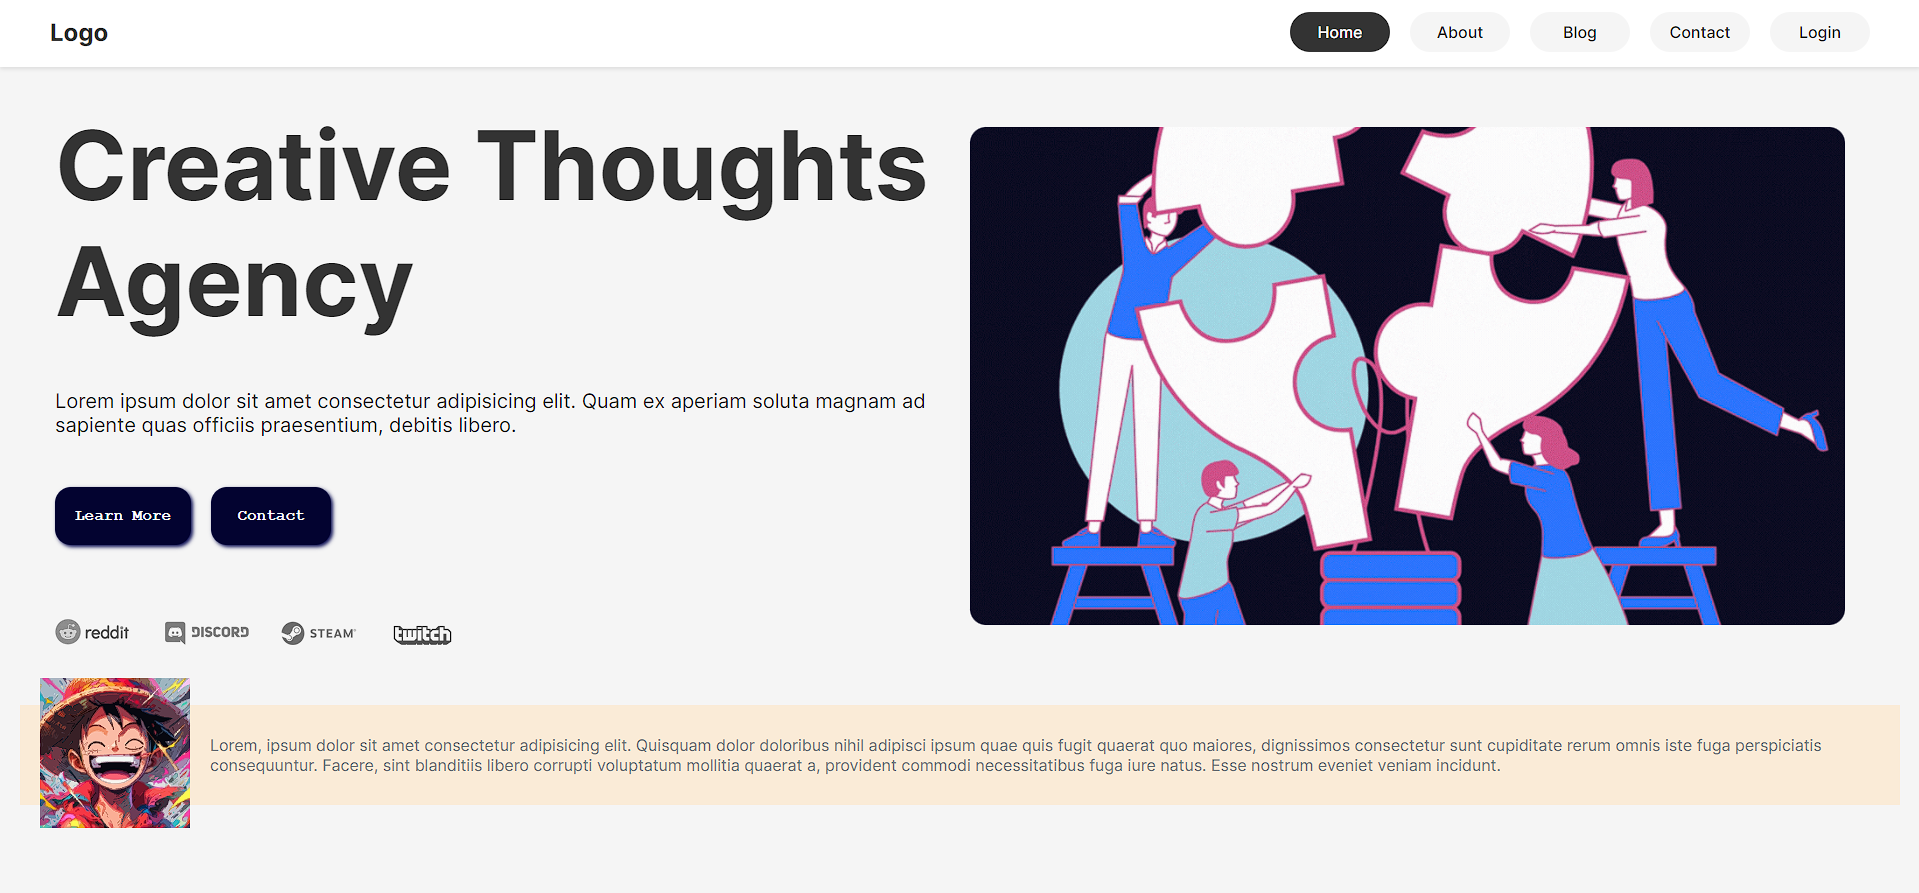 Logo
Home
About
Blog
Contact
Login
Creative Thoughts
Agency
Lorem ipsum dolor sit amet consectetur adipisicing elit. Quam ex aperiam soluta magnam ad
sapiente quas officiis praesentium, debitis libero.
Learn More
Contact
reddit
DISCORD
STEAM
twitch
Lorem, ipsum dolor sit amet consectetur adipisicing elit. Quisquam dolor doloribus nihil adipisci ipsum quae quis fugit quaerat quo maiores, dignissimos consectetur sunt cupiditate rerum omnis iste fuga perspiciatis
consequuntur. Facere, sint blanditiis libero corrupti voluptatum mollitia quaerat a, provident commodi necessitatibus fuga iure natus. Esse nostrum eveniet veniam incidunt.